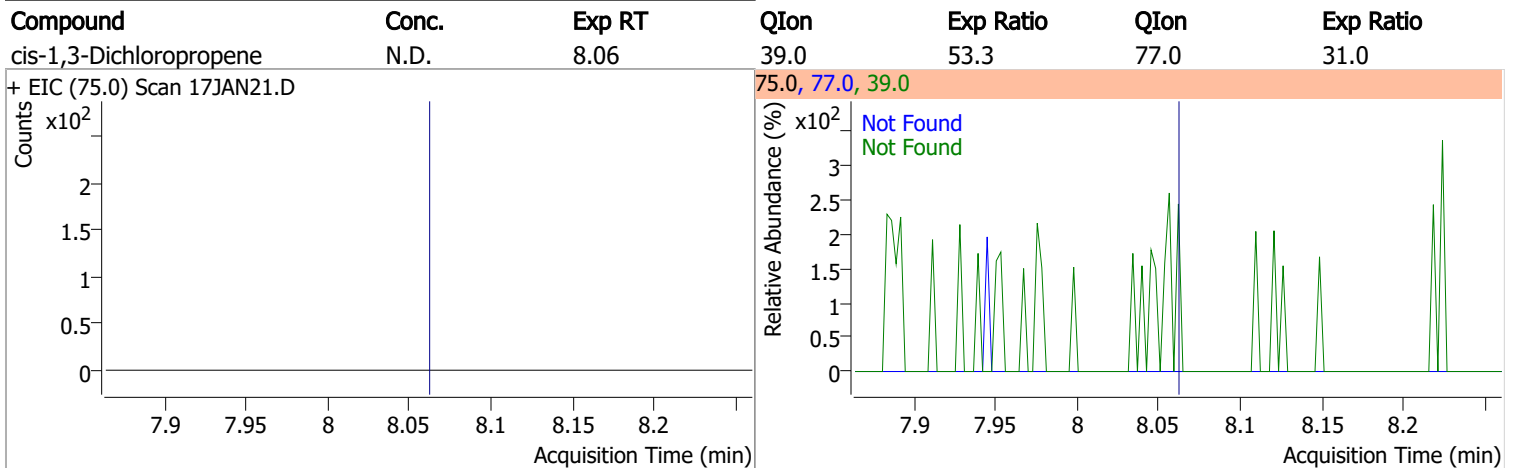 Compound Conc. Exp RT QIon Exp Ratio QIon Exp Ratio
cis-1,3-Dichloropropene N.D. 8.06 39.0 53.3 77.0 31.0
+ EIC (75.0) Scan 17JAN21.D
Counts
x10²
2
1.5
1
0.5
0
7.9 7.95 8 8.05 8.1 8.15 8.2
Acquisition Time (min)
75.0, 77.0, 39.0
Relative Abundance (%)
x10²
Not Found
Not Found
3
2.5
2
1.5
1
0.5
0
7.9 7.95 8 8.05 8.1 8.15 8.2
Acquisition Time (min)